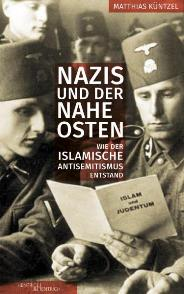 MATTHIAS KÜNTZEL
NAZIS
UND DER
NAHE
OSTEN
WIE DER
ISLAMISCHE
ANTISEMITISMUS
ENTSTAND
ISLAM
UND
JUDENTUM